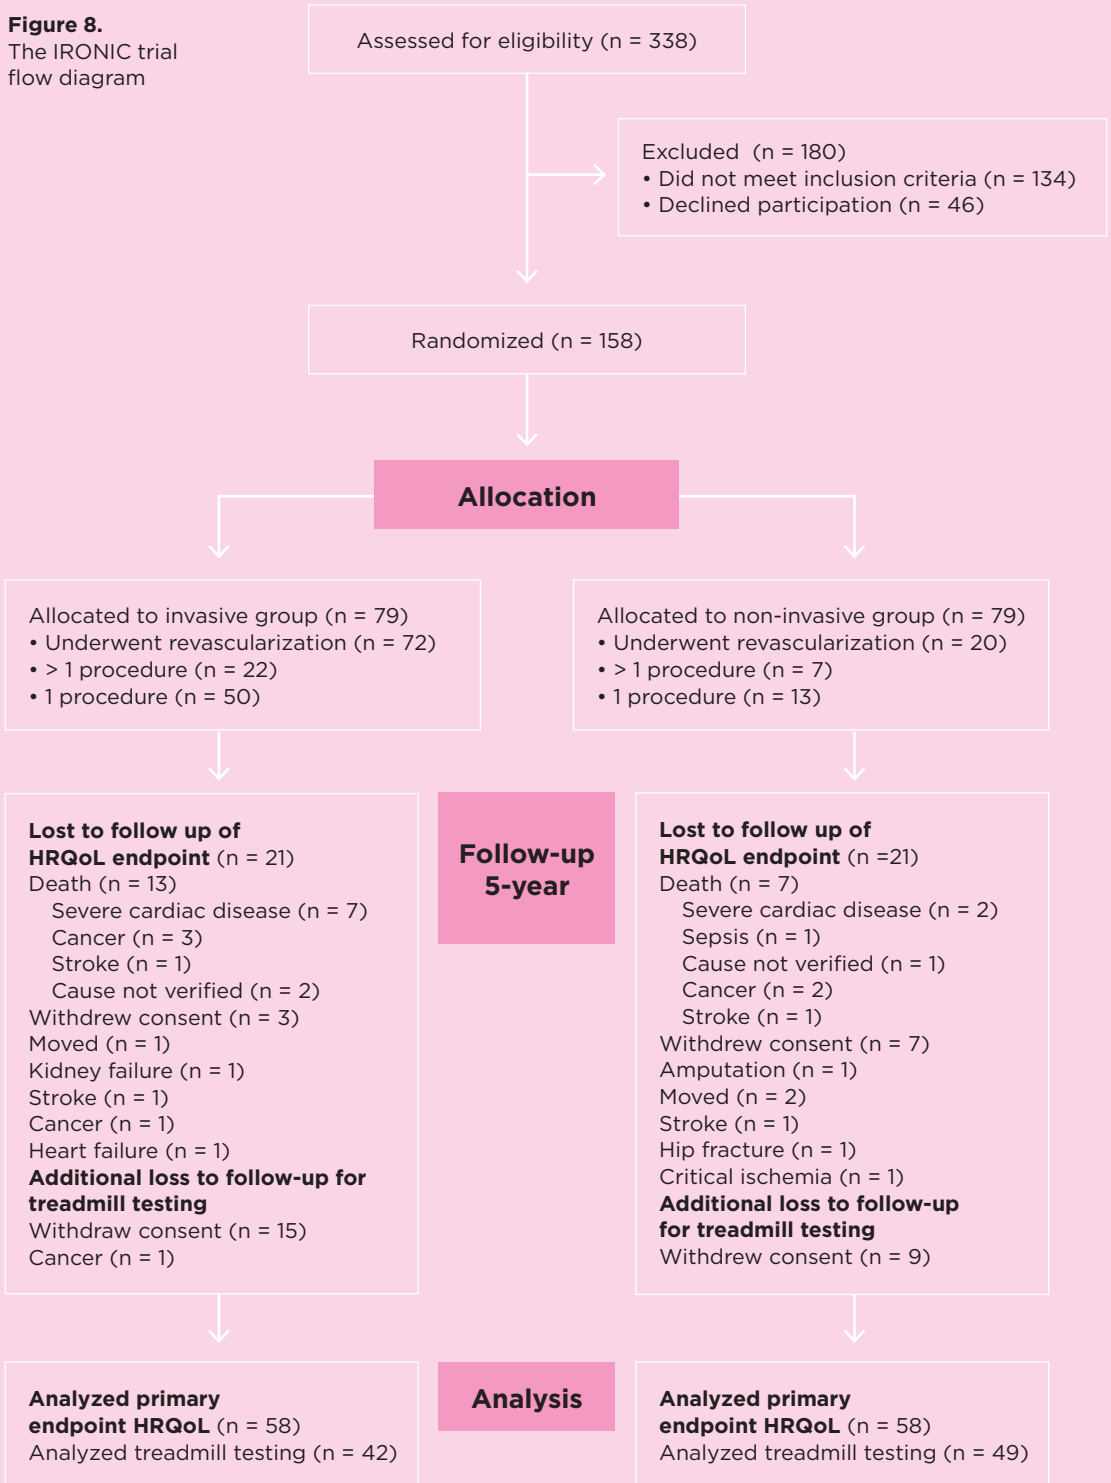 Figure 8.
The IRONIC trial
flow diagram
Assessed for eligibility (n = 338)
Excluded (n = 180)
• Did not meet inclusion criteria (n = 134)
• Declined participation (n = 46)
Randomized (n = 158)
Allocation
Allocated to invasive group (n = 79)
• Underwent revascularization (n = 72)
• > 1 procedure (n = 22)
• 1 procedure (n = 50)
Allocated to non-invasive group (n = 79)
• Underwent revascularization (n = 20)
• > 1 procedure (n = 7)
• 1 procedure (n = 13)
Lost to follow up of
HRQoL endpoint (n = 21)
Death (n = 13)
Severe cardiac disease (n = 7)
Cancer (n = 3)
Stroke (n = 1)
Cause not verified (n = 2)
Withdrew consent (n = 3)
Moved (n = 1)
Kidney failure (n = 1)
Stroke (n = 1)
Cancer (n = 1)
Heart failure (n = 1)
Additional loss to follow-up for
treadmill testing
Withdraw consent (n = 15)
Cancer (n = 1)
Follow-up
5-year
Lost to follow up of
HRQoL endpoint (n =21)
Death (n = 7)
Severe cardiac disease (n = 2)
Sepsis (n = 1)
Cause not verified (n = 1)
Cancer (n = 2)
Stroke (n = 1)
Withdrew consent (n = 7)
Amputation (n = 1)
Moved (n = 2)
Stroke (n = 1)
Hip fracture (n = 1)
Critical ischemia (n = 1)
Additional loss to follow-up
for treadmill testing
Withdrew consent (n = 9)
Analyzed primary
endpoint HRQoL (n = 58)
Analyzed treadmill testing (n = 42)
Analysis
Analyzed primary
endpoint HRQoL (n = 58)
Analyzed treadmill testing (n = 49)